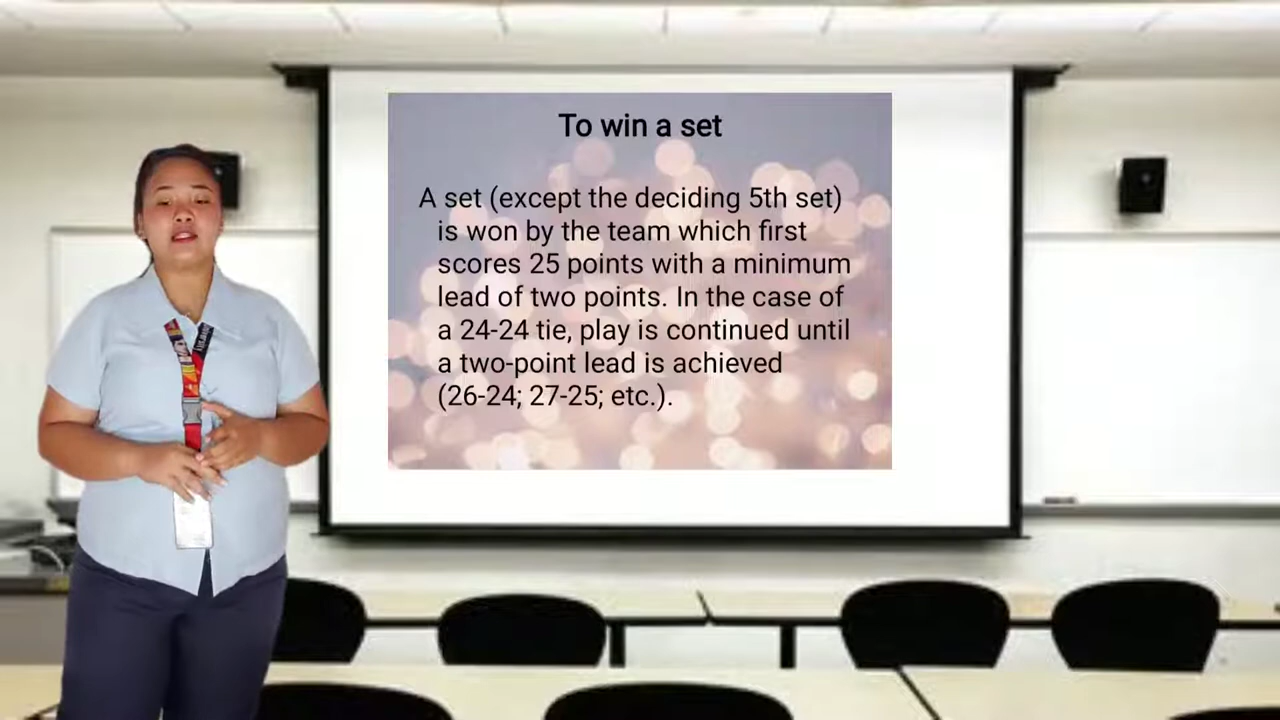 To win a set
A set (except the deciding 5th set)
is won by the team which first
scores 25 points with a minimum
lead of two points. In the case of
a 24-24 tie, play is continued until
a two-point lead is achieved
(26-24; 27-25; etc.).